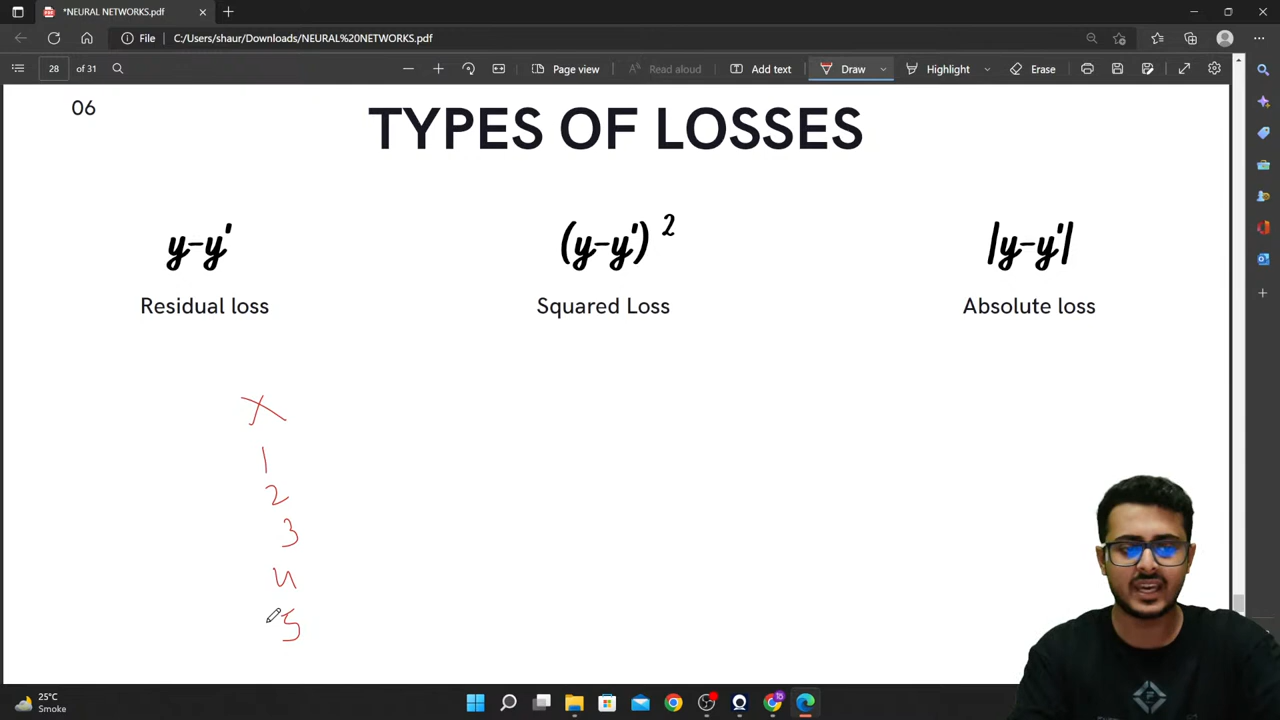 *NEURAL NETWORKS.pdf
File C:/Users/shaur/Downloads/NEURAL%20NETWORKS.pdf
28 of 31 Page view Read aloud Add text Draw Highlight Erase
06
TYPES OF LOSSES
y-y' (y-y')² |y-y'|
Residual loss Squared Loss Absolute loss
X
1
2
3
4
5
25°C
Smoke